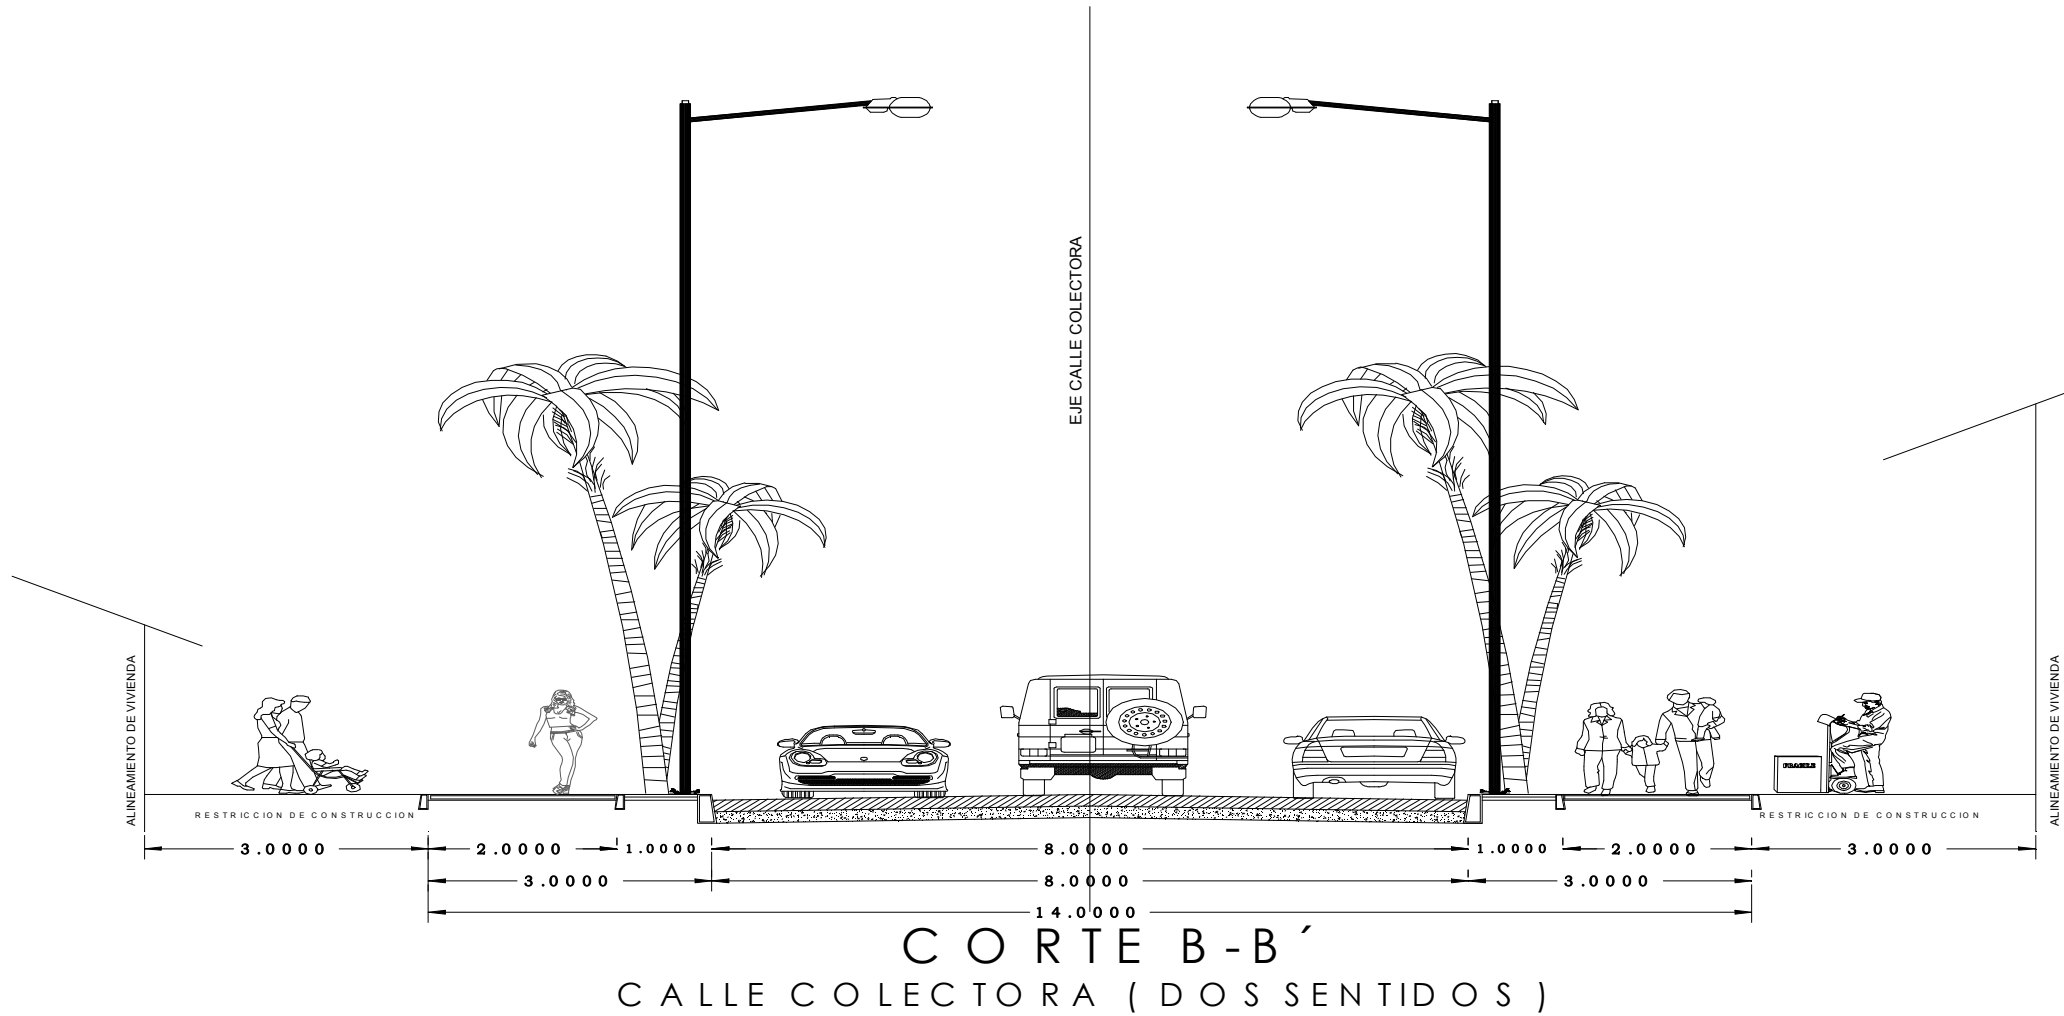 EJE CALLE COLECTORA
ALINEAMIENTO DE VIVIENDA
ALINEAMIENTO DE VIVIENDA
FRAGILE
RESTRICCION DE CONSTRUCCION
RESTRICCION DE CONSTRUCCION
3.0000 2.0000 1.0000 8.0000 1.0000 2.0000 3.0000
3.0000 8.0000 3.0000
14.0000
CORTE B-B´
CALLE COLECTORA (DOS SENTIDOS)